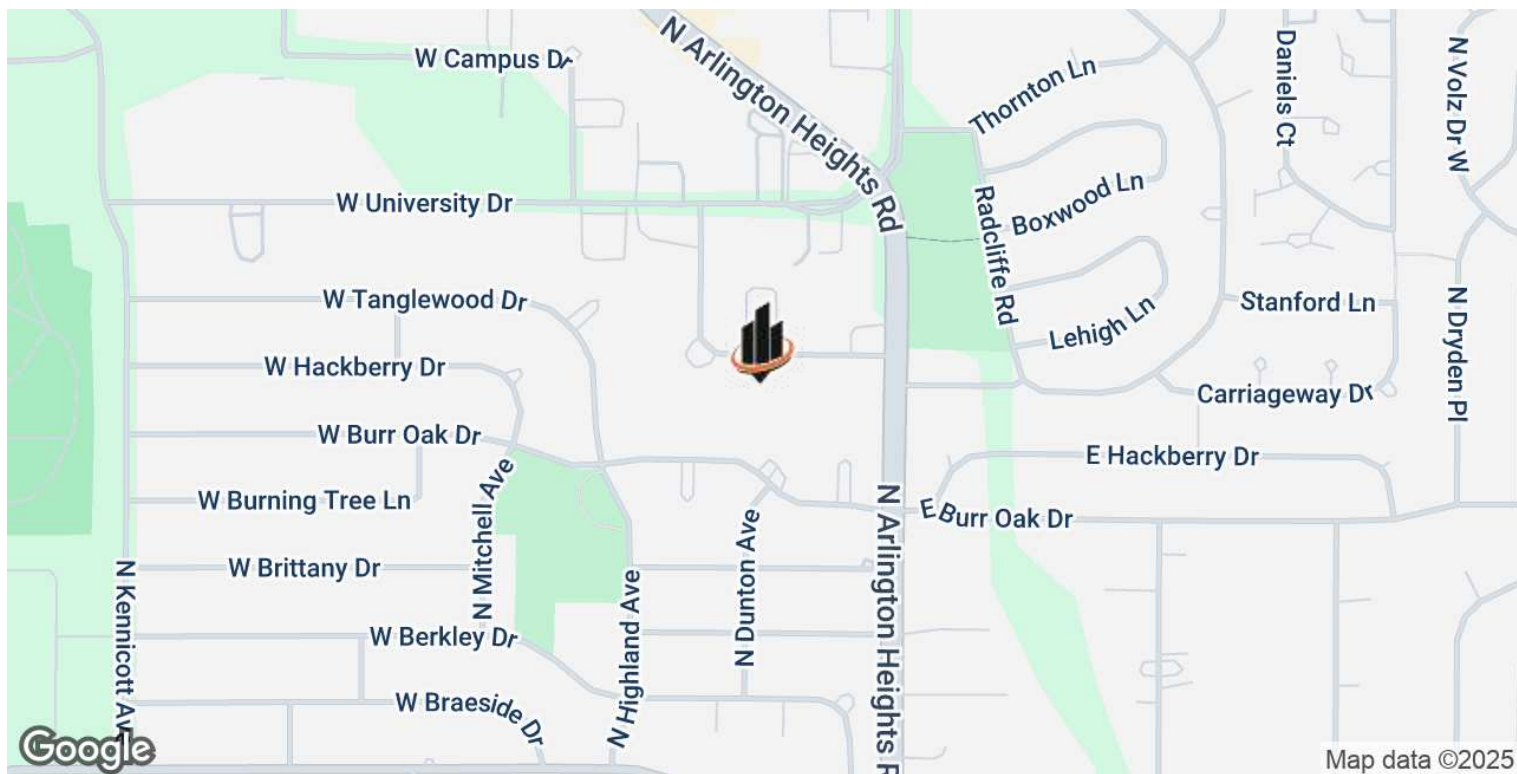 W Campus Dr
N Arlington Heights Rd
Thornton Ln
Daniels Ct
N Volz Dr W
W University Dr
Radcliffe Rd
Boxwood Ln
W Tanglewood Dr
Lehigh Ln
Stanford Ln
N Dryden Pl
W Hackberry Dr
Carriageway Dr
W Burr Oak Dr
E Hackberry Dr
W Burning Tree Ln
N Mitchell Ave
N Dunton Ave
E Burr Oak Dr
N Arlington Heights R
W Brittany Dr
N Kennicott Ave
N Highland Ave
W Berkley Dr
W Braeside Dr
Google
Map data ©2025